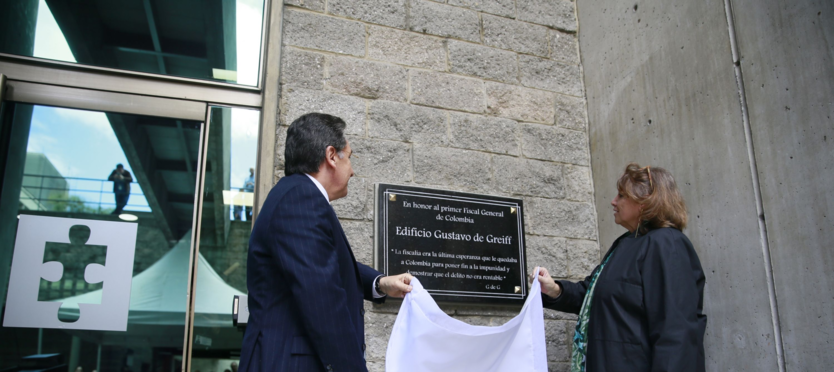 En honor al primer Fiscal General
de Colombia
Edificio Gustavo de Greiff
"La fiscalía era la última esperanza que le quedaba
a Colombia para poner fin a la impunidad y
demostrar que el delito no era rentable"
G de G